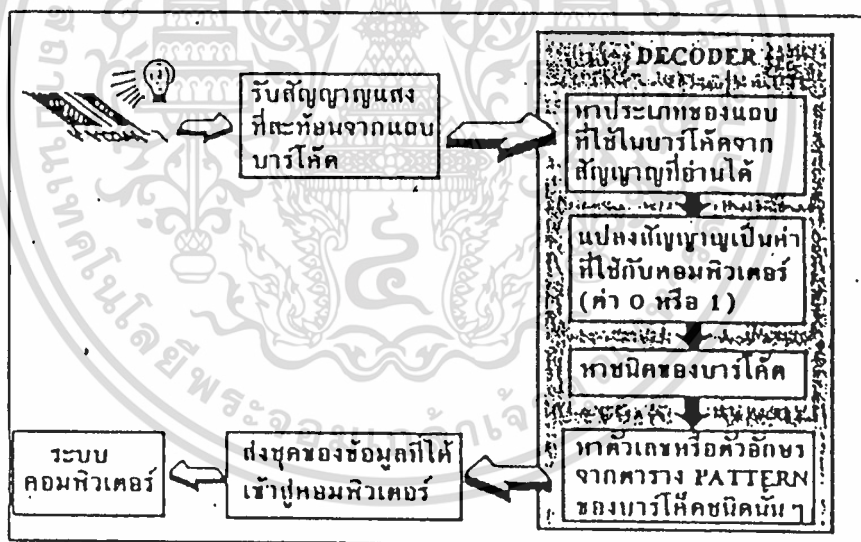 DECODER
รับสัญญาญแสง
ที่สะท้อนจากแถบ
บาร์โค้ด
หาประเภทของแถบ
ที่ใช้ในบาร์โค้ดจาก
สัญญาญที่อ่านได้
แปลงสัญญาญเป็นค่า
ที่ใช้กับคอมพิวเตอร์
(ค่า 0 หรือ 1)
หาชนิดของบาร์โค้ด
หาตัวเลขหรือตัวอักษร
จากตาราง PATTERN
ของบาร์โค้ดชนิดนั้น ๆ
ส่งชุดของข้อมูลที่ได้
เข้าสู่คอมพิวเตอร์
ระบบ
คอมพิวเตอร์